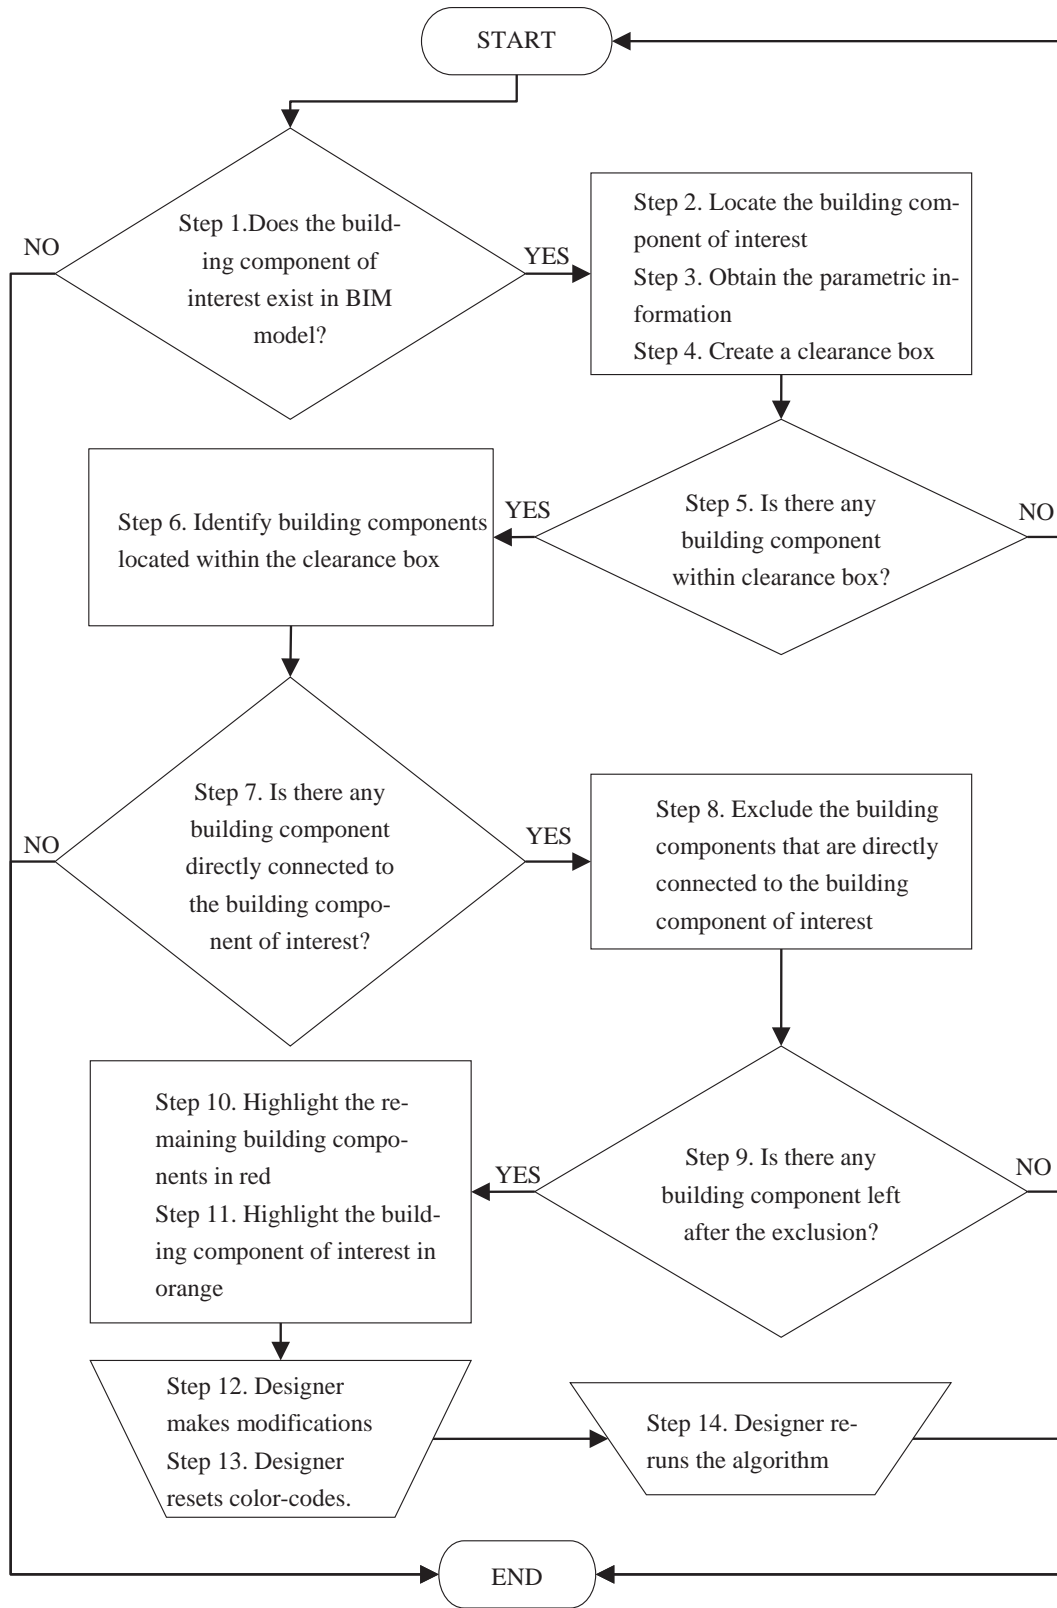 START
NO
Step 1.Does the build-
ing component of
interest exist in BIM
model?
YES
Step 2. Locate the building com-
ponent of interest
Step 3. Obtain the parametric in-
formation
Step 4. Create a clearance box
Step 6. Identify building components
located within the clearance box
YES
Step 5. Is there any
building component
within clearance box?
NO
NO
Step 7. Is there any
building component
directly connected to
the building compo-
nent of interest?
YES
Step 8. Exclude the building
components that are directly
connected to the building
component of interest
Step 10. Highlight the re-
maining building compo-
nents in red
Step 11. Highlight the build-
ing component of interest in
orange
YES
Step 9. Is there any
building component left
after the exclusion?
NO
Step 12. Designer
makes modifications
Step 13. Designer
resets color-codes.
Step 14. Designer re-
runs the algorithm
END